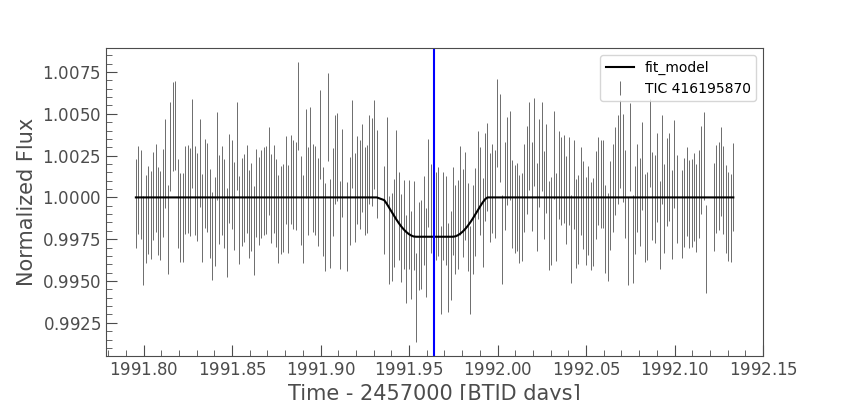 fit_model
TIC 416195870
1.0075
1.0050
1.0025
1.0000
0.9975
0.9950
0.9925
Normalized Flux
1991.80 1991.85 1991.90 1991.95 1992.00 1992.05 1992.10 1992.15
Time - 2457000 [BTJD days]